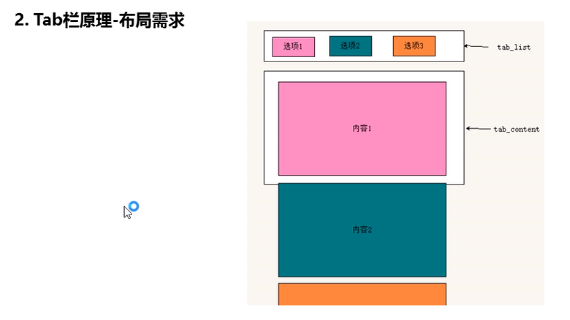 2. Tab栏原理-布局需求
选项1 选项2 选项3
tab_list
内容1
tab_content
内容2